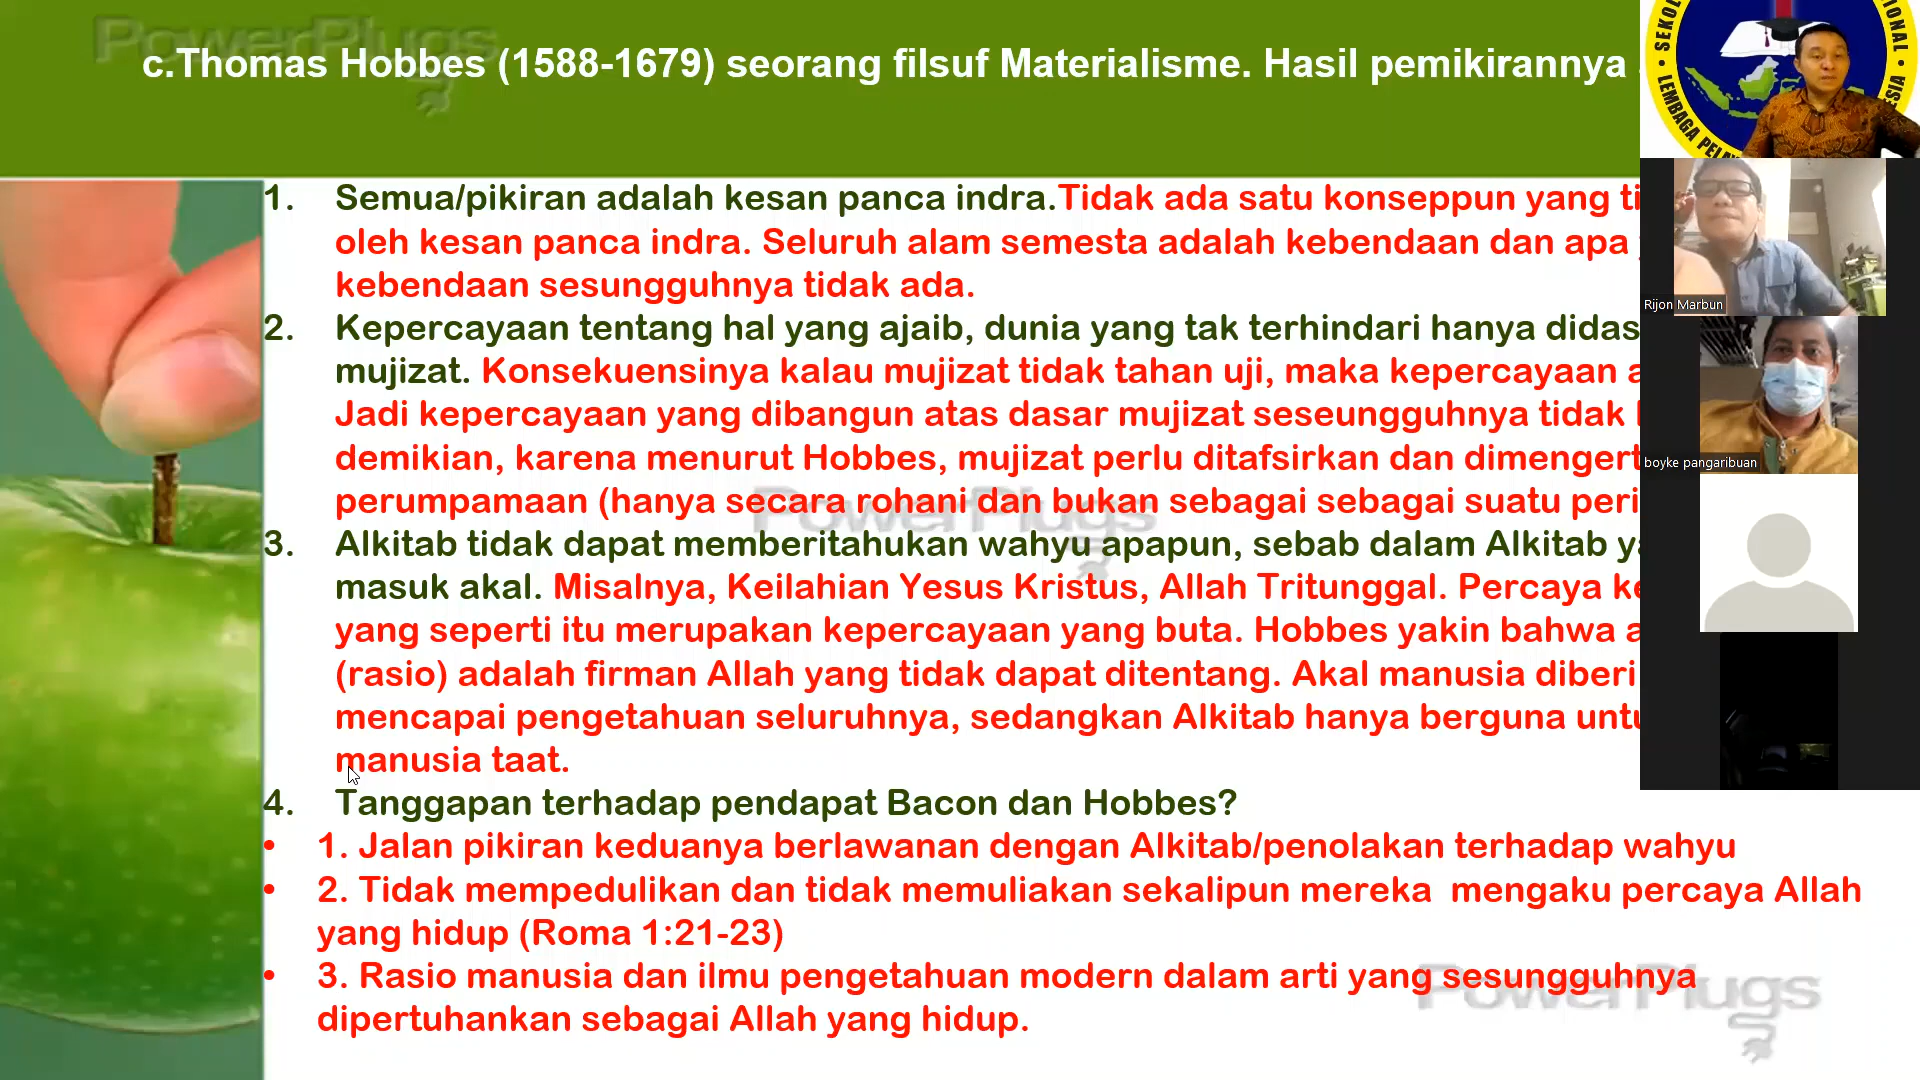 c.Thomas Hobbes (1588-1679) seorang filsuf Materialisme. Hasil pemikirannya
1. Semua/pikiran adalah kesan panca indra.Tidak ada satu konseppun yang
oleh kesan panca indra. Seluruh alam semesta adalah kebendaan dan apa
kebendaan sesungguhnya tidak ada.
2. Kepercayaan tentang hal yang ajaib, dunia yang tak terhindari hanya
mujizat. Konsekuensinya kalau mujizat tidak tahan uji, maka kepercayaan
Jadi kepercayaan yang dibangun atas dasar mujizat seseungguhnya tidak
demikian, karena menurut Hobbes, mujizat perlu ditafsirkan dan
perumpamaan (hanya secara rohani dan bukan sebagai sebagai suatu
3. Alkitab tidak dapat memberitahukan wahyu apapun, sebab dalam Alkitab
masuk akal. Misalnya, Keilahian Yesus Kristus, Allah Tritunggal. Percaya
yang seperti itu merupakan kepercayaan yang buta. Hobbes yakin bahwa
(rasio) adalah firman Allah yang tidak dapat ditentang. Akal manusia diberi
mencapai pengetahuan seluruhnya, sedangkan Alkitab hanya berguna
manusia taat.
4. Tanggapan terhadap pendapat Bacon dan Hobbes?
• 1. Jalan pikiran keduanya berlawanan dengan Alkitab/penolakan terhadap wahyu
• 2. Tidak mempedulikan dan tidak memuliakan sekalipun mereka mengaku percaya Allah
yang hidup (Roma 1:21-23)
• 3. Rasio manusia dan ilmu pengetahuan modern dalam arti yang sesungguhnya
dipertuhankan sebagai Allah yang hidup.
PowerPlugs
PowerPlugs
PowerPlugs
LEMBAGA
Rijon Marbun
boyke pangaribuan